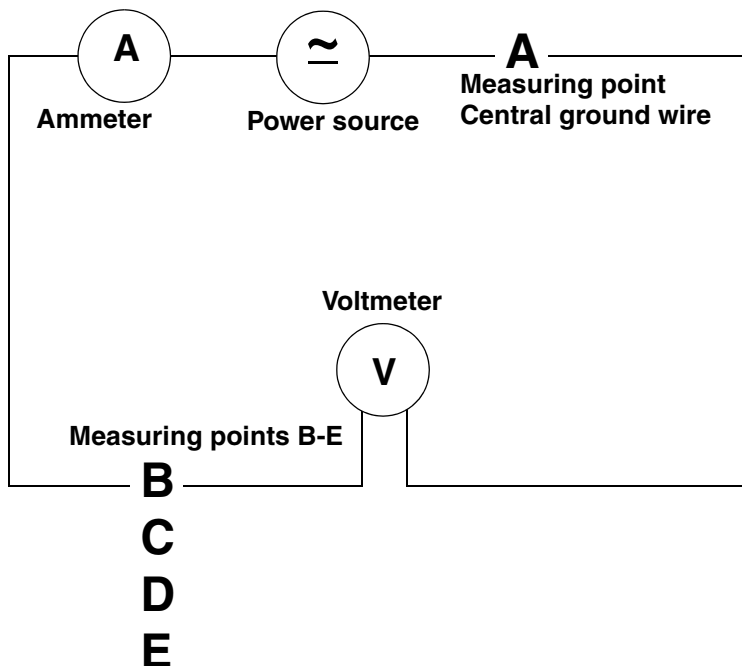 A
≃
A
Ammeter
Power source
Measuring point
Central ground wire
Voltmeter
V
Measuring points B-E
B
C
D
E